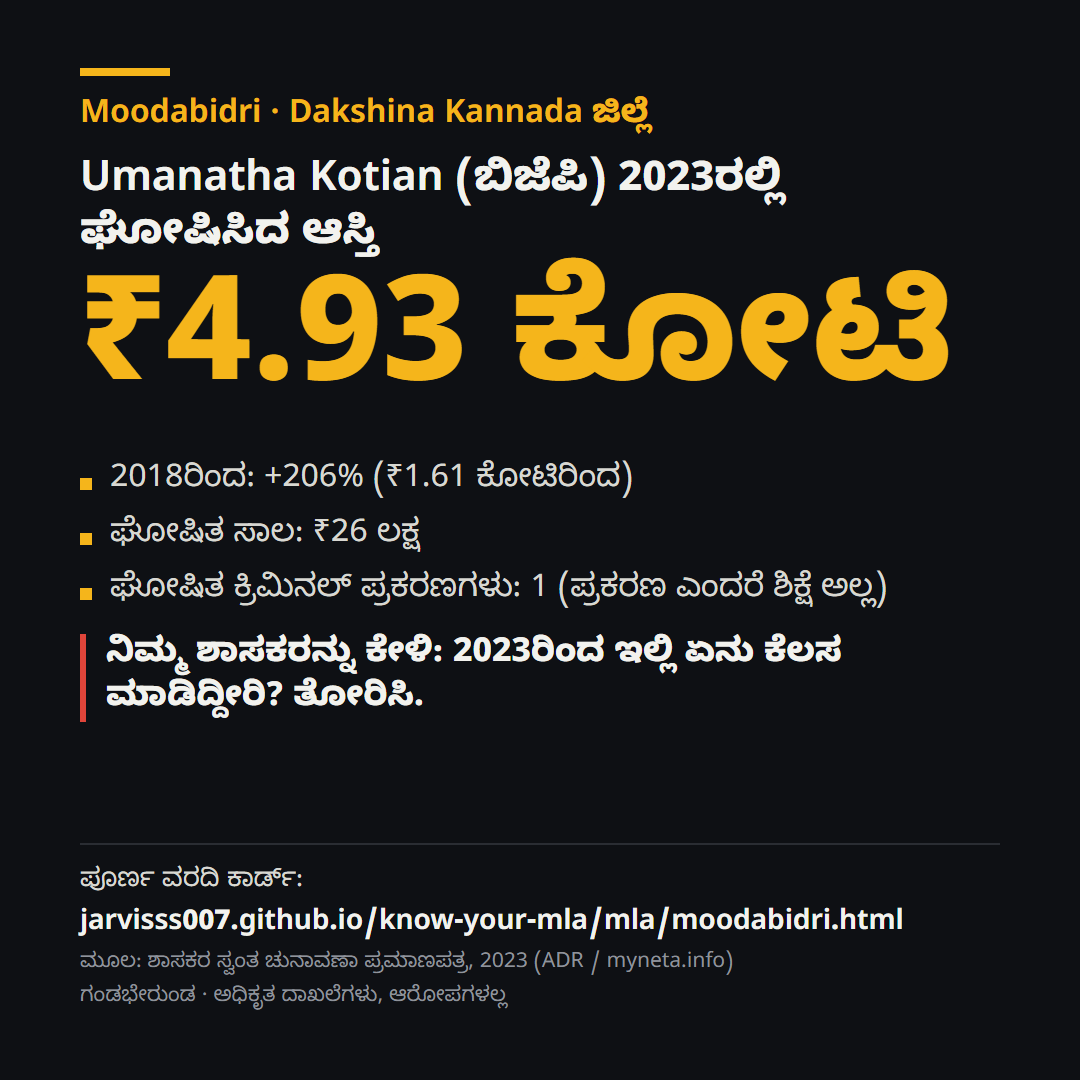 Moodabidri · Dakshina Kannada ಜಿಲ್ಲೆ
Umanatha Kotian (ಬಿಜೆಪಿ) 2023ರಲ್ಲಿ
ಘೋಷಿಸಿದ ಆಸ್ತಿ
₹4.93 ಕೋಟಿ
2018ರಿಂದ: +206% (₹1.61 ಕೋಟಿರಿಂದ)
ಘೋಷಿತ ಸಾಲ: ₹26 ಲಕ್ಷ
ಘೋಷಿತ ಕ್ರಿಮಿನಲ್ ಪ್ರಕರಣಗಳು: 1 (ಪ್ರಕರಣ ಎಂದರೆ ಶಿಕ್ಷೆ ಅಲ್ಲ)
ನಿಮ್ಮ ಶಾಸಕರನ್ನು ಕೇಳಿ: 2023ರಿಂದ ಇಲ್ಲಿ ಏನು ಕೆಲಸ
ಮಾಡಿದ್ದೀರಿ? ತೋರಿಸಿ.
ಪೂರ್ಣ ವರದಿ ಕಾರ್ಡ್:
jarvisss007.github.io/know-your-mla/mla/moodabidri.html
ಮೂಲ: ಶಾಸಕರ ಸ್ವಂತ ಚುನಾವಣಾ ಪ್ರಮಾಣಪತ್ರ, 2023 (ADR / myneta.info)
ಗಂಡಭೇರುಂಡ · ಅಧಿಕೃತ ದಾಖಲೆಗಳು, ಆರೋಪಗಳಲ್ಲ